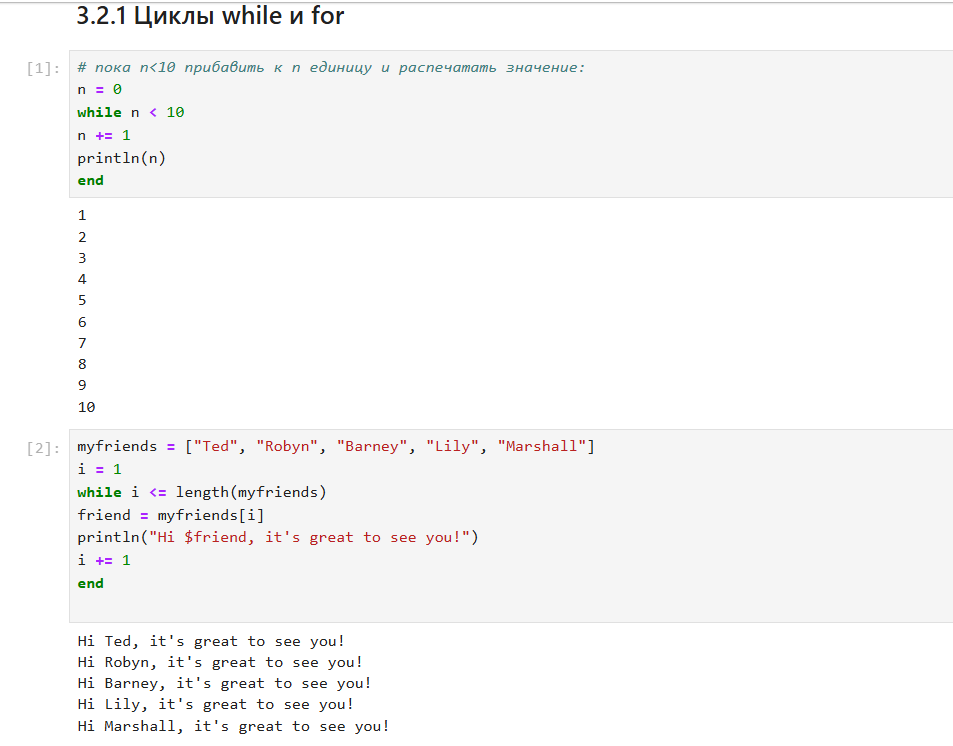 3.2.1 Циклы while и for
[1]:
# пока n<10 прибавить к n единицу и распечатать значение:
n = 0
while n < 10
n += 1
println(n)
end
1
2
3
4
5
6
7
8
9
10
[2]:
myfriends = ["Ted", "Robyn", "Barney", "Lily", "Marshall"]
i = 1
while i <= length(myfriends)
friend = myfriends[i]
println("Hi $friend, it's great to see you!")
i += 1
end
Hi Ted, it's great to see you!
Hi Robyn, it's great to see you!
Hi Barney, it's great to see you!
Hi Lily, it's great to see you!
Hi Marshall, it's great to see you!